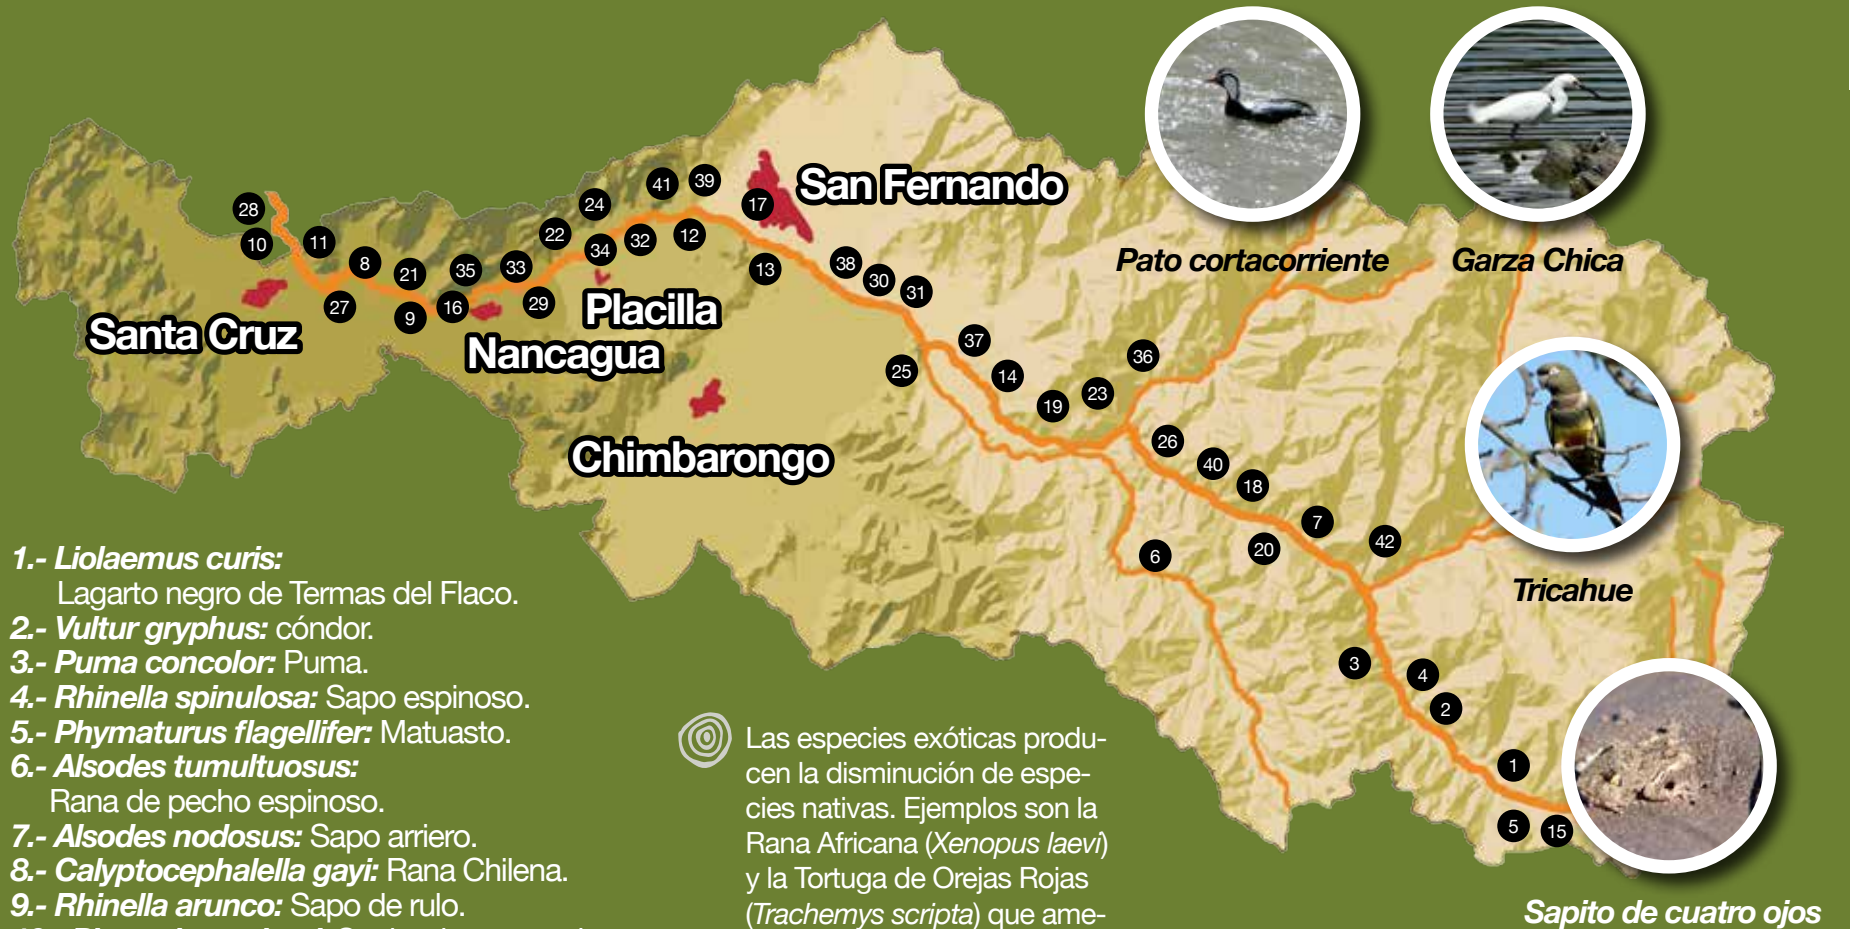 28
10
11
8
27
21
9
35
16
33
29
22
24
34
32
41
39
12
17
13
38
30
31
25
37
14
19
23
36
26
40
18
7
20
42
6
3
4
2
1
5
15
San Fernando
Santa Cruz
Placilla
Nancagua
Chimbarongo
Pato cortacorriente
Garza Chica
Tricahue
Sapito de cuatro ojos
1.- Liolaemus curis:
Lagarto negro de Termas del Flaco.
2.- Vultur gryphus: cóndor.
3.- Puma concolor: Puma.
4.- Rhinella spinulosa: Sapo espinoso.
5.- Phymaturus flagellifer: Matuasto.
6.- Alsodes tumultuosus:
Rana de pecho espinoso.
7.- Alsodes nodosus: Sapo arriero.
8.- Calyptocephalella gayi: Rana Chilena.
9.- Rhinella arunco: Sapo de rulo.
Las especies exóticas produ-
cen la disminución de espe-
cies nativas. Ejemplos son la
Rana Africana (Xenopus laevi)
y la Tortuga de Orejas Rojas
(Trachemys scripta) que ame-